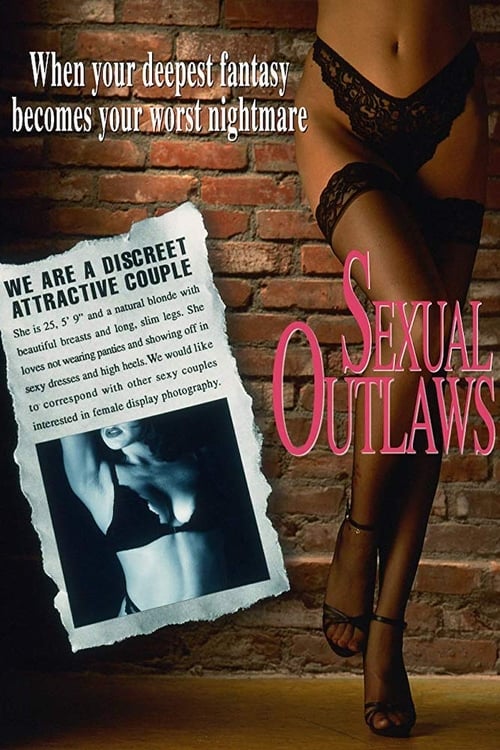 When your deepest fantasy
becomes your worst nightmare
WE ARE A DISCREET
ATTRACTIVE COUPLE
She is 25, 5' 9" and a natural blonde with
beautiful breasts and long, slim legs. She
loves not wearing panties and showing off in
sexy dresses and high heels. We would like
to correspond with other sexy couples
interested in female display photography.
SEXUAL
OUTLAWS